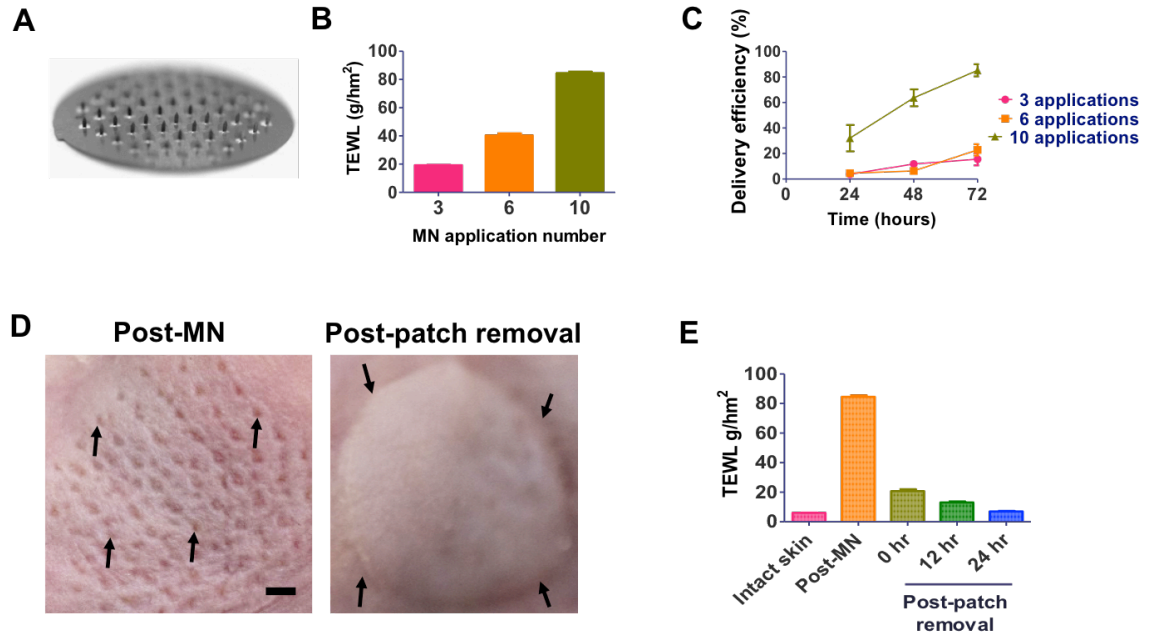 A
B
TEWL (g/hm²)
100
80
60
40
20
0
3
6
10
MN application number
C
Delivery efficiency (%)
100
80
60
40
20
0
0
24
48
72
Time (hours)
3 applications
6 applications
10 applications
D
Post-MN
Post-patch removal
E
TEWL g/hm²
100
80
60
40
20
0
Intact skin
Post-MN
0 hr
12 hr
24 hr
Post-patch
removal